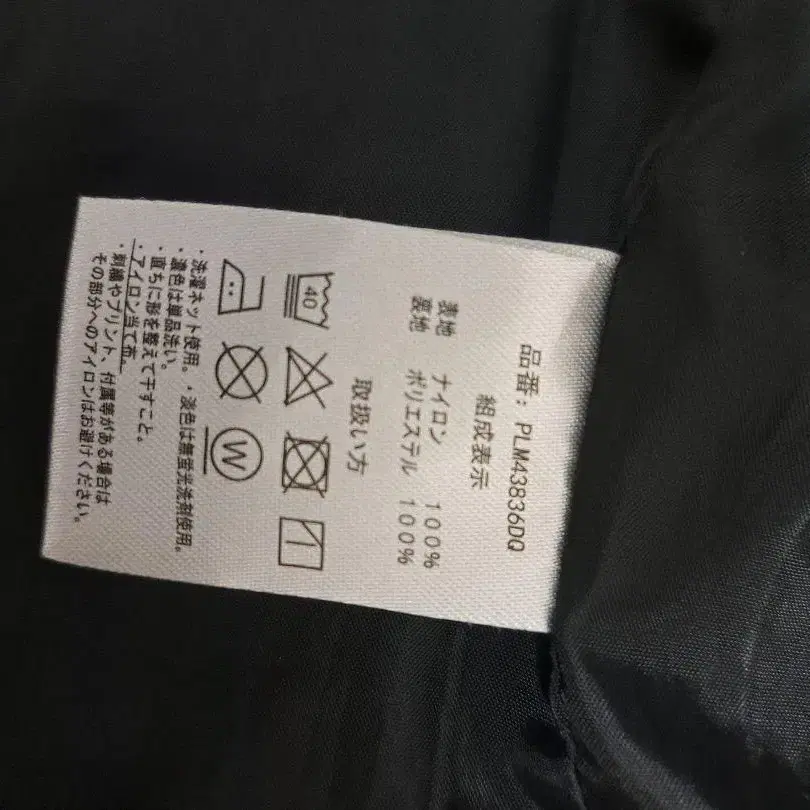 品番: PLM43836DQ
組成表示
表地 ナイロン 100%
裏地 ポリエステル 100%
取扱い方
40
W
・洗濯ネット使用。・淡色は無蛍光洗剤使用。
・濃色は単品洗い。
・直ちに形を整えて干すこと。
・アイロン当て布
・刺繍やプリント、付属等がある場合は
その部分へのアイロンはお避けください。